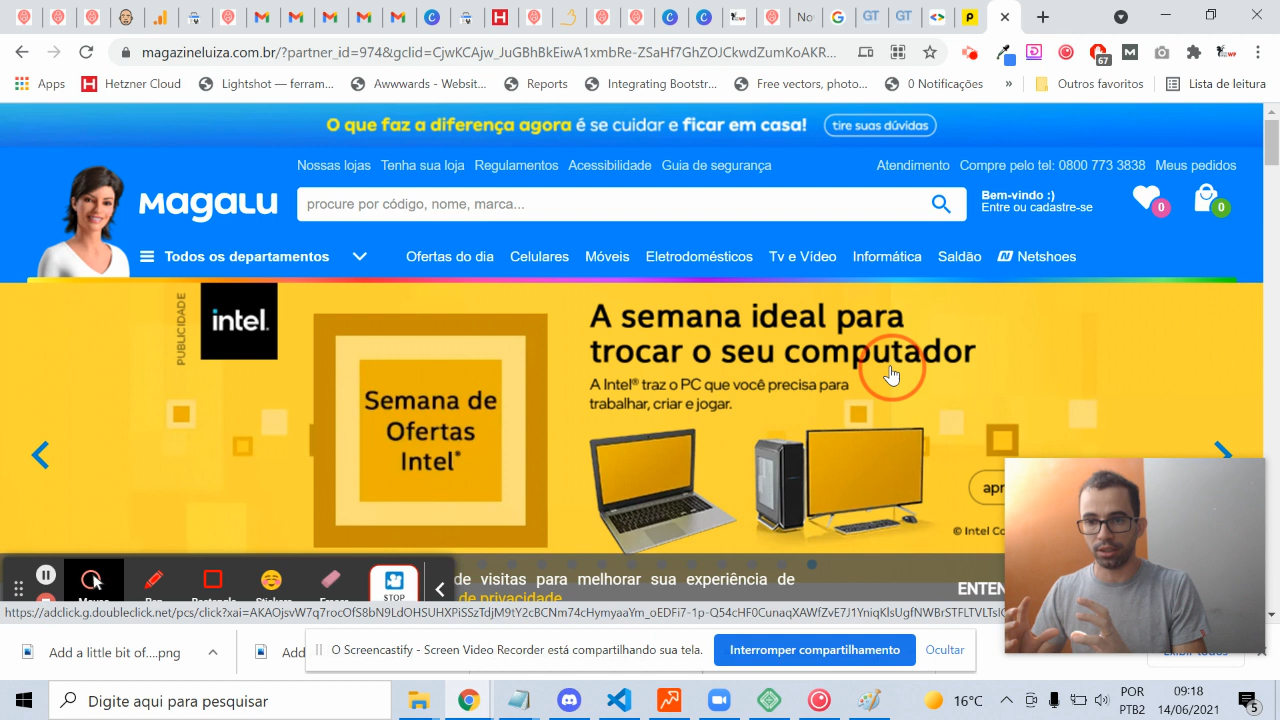 magazineluiza.com.br/?partner_id=974&gclid=CjwKCAjw_JuGBhBkEiwA1xmbRe-ZSaHf7GhZOJCkwdZumKoAKR...
67
Apps
Hetzner Cloud
Lightshot — ferram...
Awwwards - Websit...
Reports
Integrating Bootstr...
Free vectors, photo...
0 Notificações
»
Outros favoritos
Lista de leitura
O que faz a diferença agora é se cuidar e ficar em casa!
tire suas dúvidas
Nossas lojas Tenha sua loja Regulamentos Acessibilidade Guia de segurança
Atendimento Compre pelo tel: 0800 773 3838 Meus pedidos
MAGALU
procure por código, nome, marca...
Bem-vindo :)
Entre ou cadastre-se
0
0
Todos os departamentos
Ofertas do dia Celulares Móveis Eletrodomésticos Tv e Vídeo Informática Saldão N Netshoes
PUBLICIDADE
intel.
Semana de
Ofertas
Intel*
A semana ideal para
trocar o seu computador
A Intel® traz o PC que você precisa para
trabalhar, criar e jogar.
apr
© Intel Co
de visitas para melhorar sua experiência de
de privacidade.
ENTEN
STOP
Add a little bit of....png
Add
O Screencastify - Screen Video Recorder está compartilhando sua tela.
Interromper compartilhamento
Ocultar
Digite aqui para pesquisar
16°C
POR
PTB2
09:18
14/06/2021
5